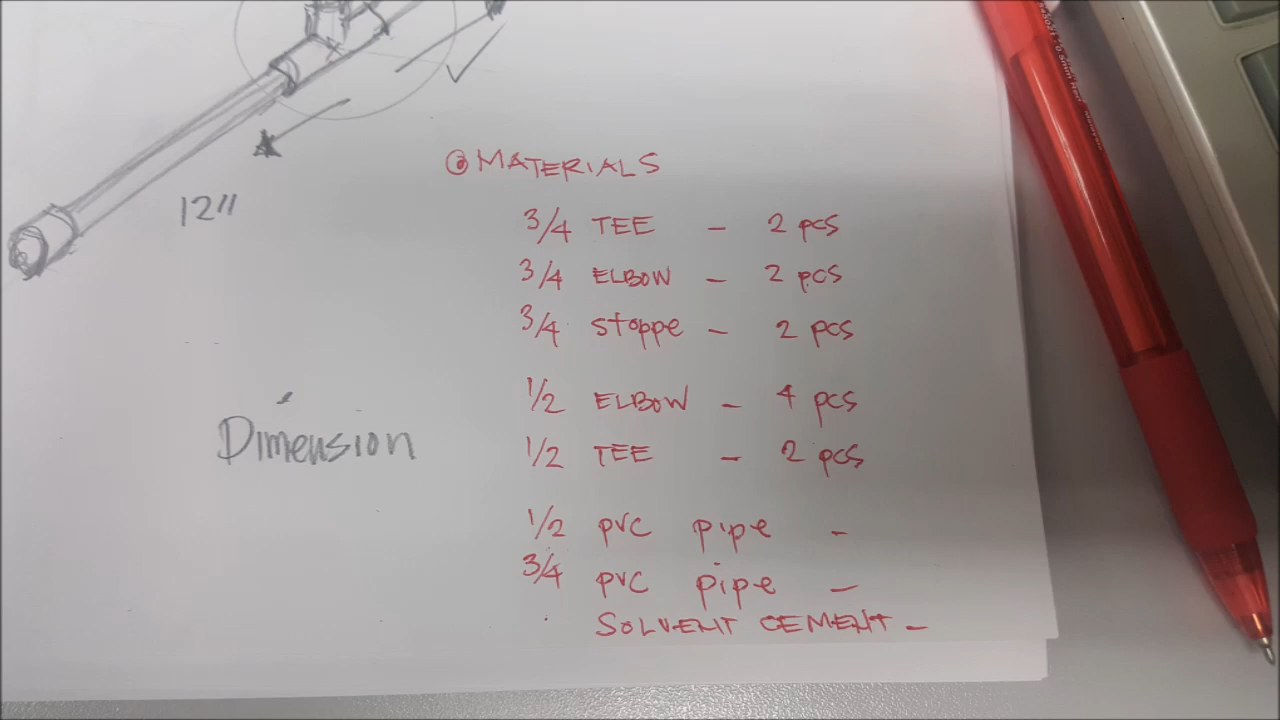 @ MATERIALS
3/4 TEE - 2 pcs
3/4 ELBOW - 2 pcs
3/4 stoppe - 2 pcs
1/2 ELBOW - 4 pcs
1/2 TEE - 2 pcs
1/2 pvc pipe -
3/4 pvc pipe -
SOLVENT CEMENT -
12"
Dimension